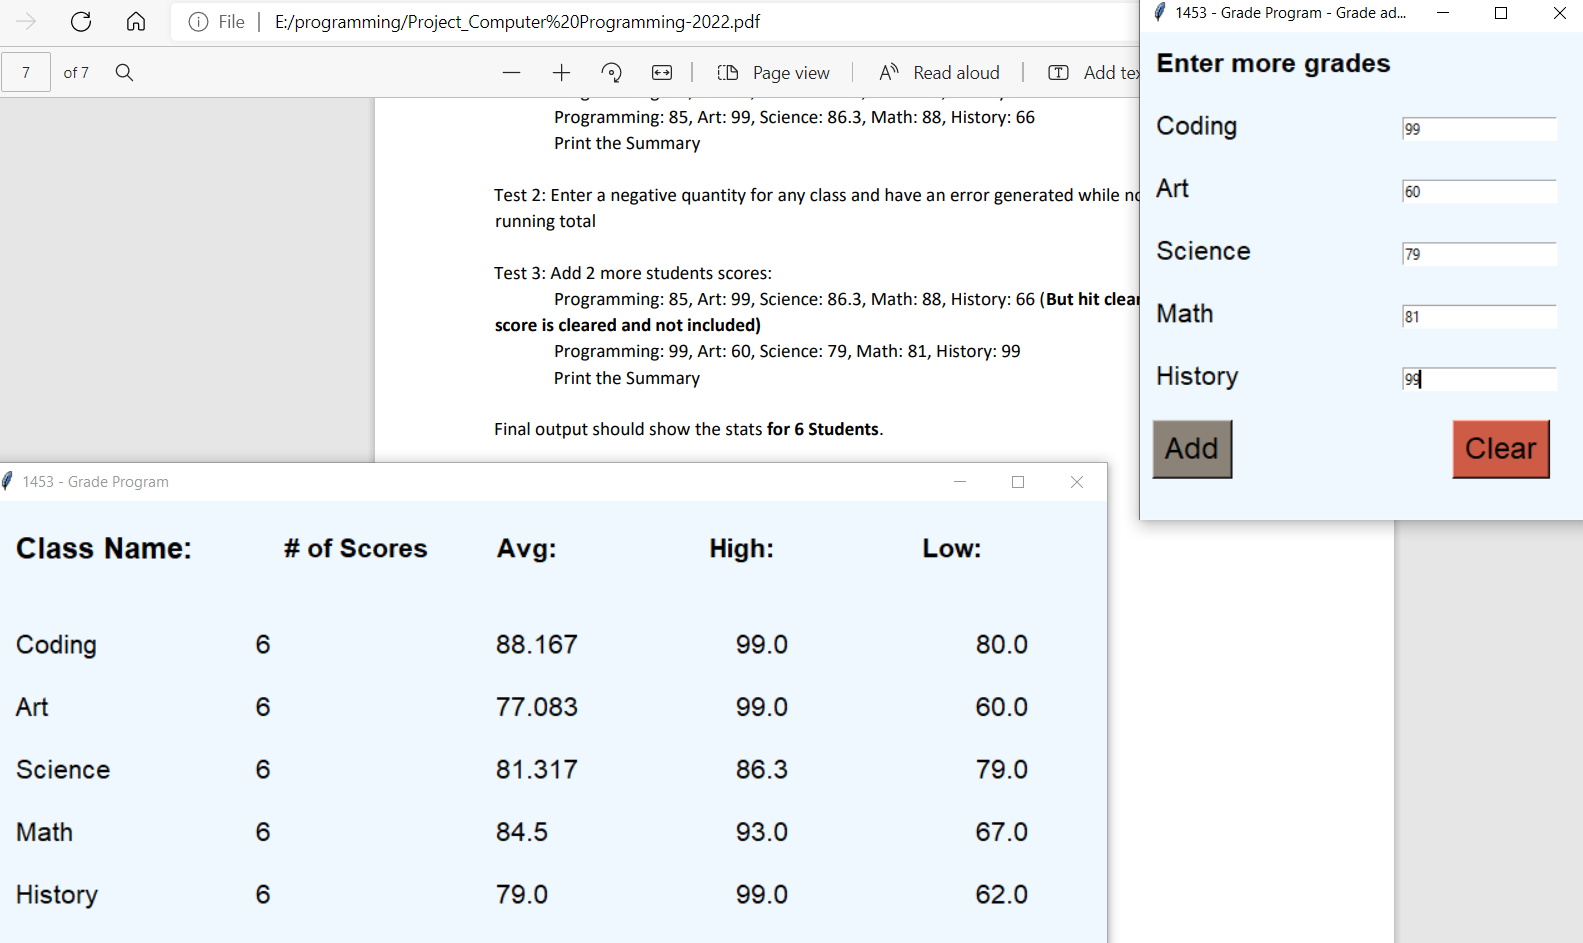 File
E:/programming/Project_Computer%20Programming-2022.pdf
7 of 7
Page view
Read aloud
Add
Programming: 85, Art: 99, Science: 86.3, Math: 88, History: 66
Print the Summary
Test 2: Enter a negative quantity for any class and have an error generated while
running total
Test 3: Add 2 more students scores:
Programming: 85, Art: 99, Science: 86.3, Math: 88, History: 66 (But hit clear
score is cleared and not included)
Programming: 99, Art: 60, Science: 79, Math: 81, History: 99
Print the Summary
Final output should show the stats for 6 Students.
1453 - Grade Program - Grade ad...
Enter more grades
Coding 99
Art 60
Science 79
Math 81
History 99
Add Clear
1453 - Grade Program
Class Name: # of Scores Avg: High: Low:
Coding 6 88.167 99.0 80.0
Art 6 77.083 99.0 60.0
Science 6 81.317 86.3 79.0
Math 6 84.5 93.0 67.0
History 6 79.0 99.0 62.0